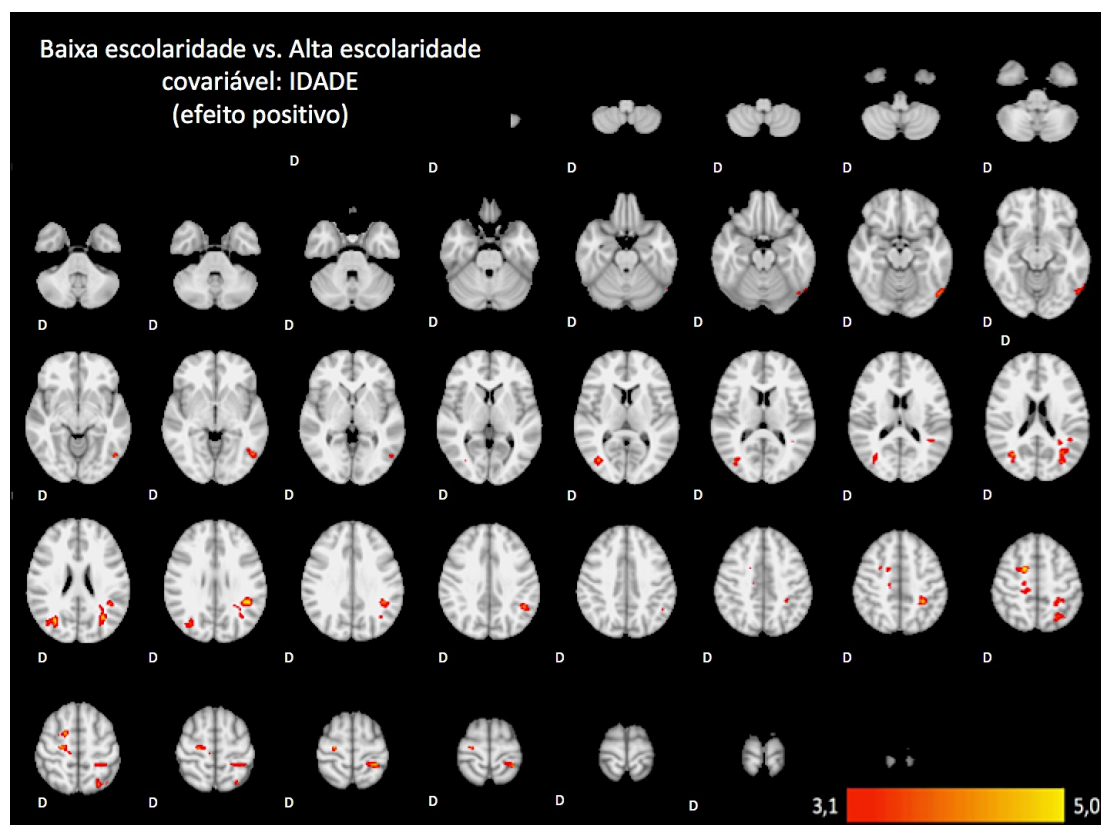 Baixa escolaridade vs. Alta escolaridade
covariável: IDADE
(efeito positivo)
D D D D D D
D D D D D D D D
D
D D D D D D D D
D D D D D D D D
D D D D D D
3,1 5,0